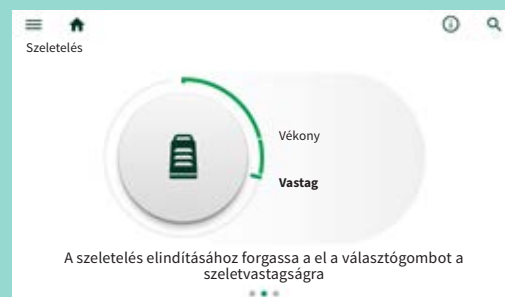 Szeletelés
Vékony
Vastag
A szeletelés elindításához forgassa a el a választógombot a
szeletvastagságra